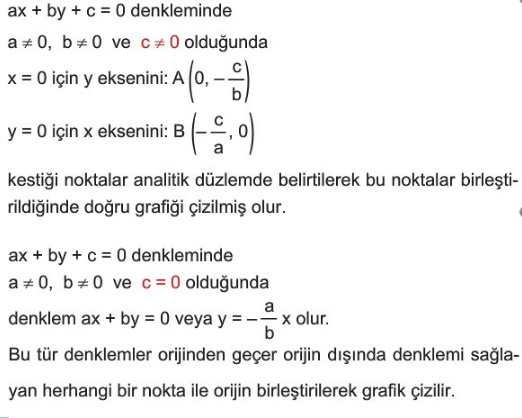 ax + by + c = 0 denkleminde
a ≠ 0, b ≠ 0 ve c ≠ 0 olduğunda
x = 0 için y eksenini: A (0, -c/b)
y = 0 için x eksenini: B (-c/a, 0)
kestiği noktalar analitik düzlemde belirtilerek bu noktalar birleşti-
rildiğinde doğru grafiği çizilmiş olur.
ax + by + c = 0 denkleminde
a ≠ 0, b ≠ 0 ve c = 0 olduğunda
denklem ax + by = 0 veya y = -a/b x olur.
Bu tür denklemler orijinden geçer orijin dışında denklemi sağla-
yan herhangi bir nokta ile orijin birleştirilerek grafik çizilir.